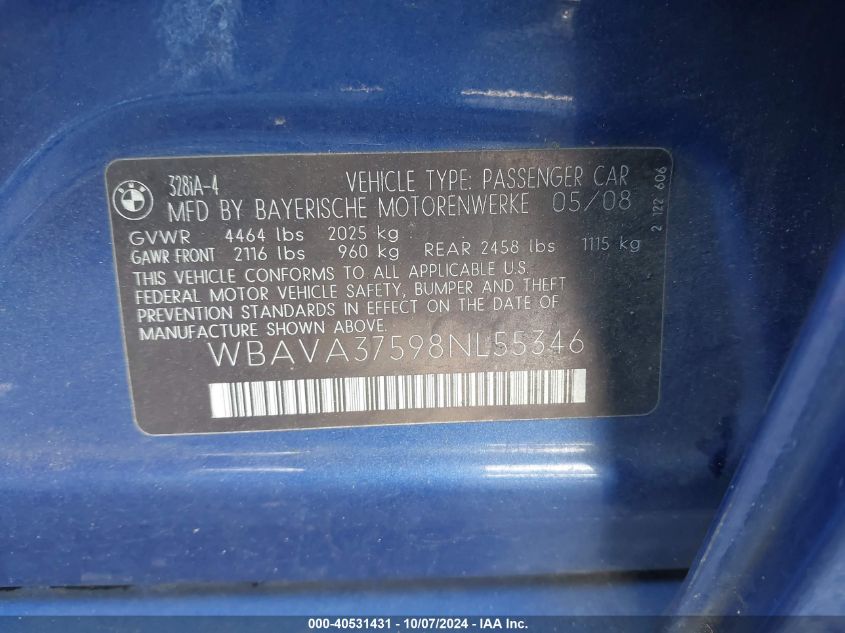 BMW
328iA-4 VEHICLE TYPE: PASSENGER CAR
MFD BY BAYERISCHE MOTORENWERKE 05/08
GVWR 4464 lbs 2025 kg
GAWR FRONT 2116 lbs 960 kg REAR 2458 lbs 1115 kg
THIS VEHICLE CONFORMS TO ALL APPLICABLE U.S.
FEDERAL MOTOR VEHICLE SAFETY, BUMPER AND THEFT
PREVENTION STANDARDS IN EFFECT ON THE DATE OF
MANUFACTURE SHOWN ABOVE.
WBAVA37598NL55346
2 122 606
000-40531431 - 10/07/2024 - IAAI.COM